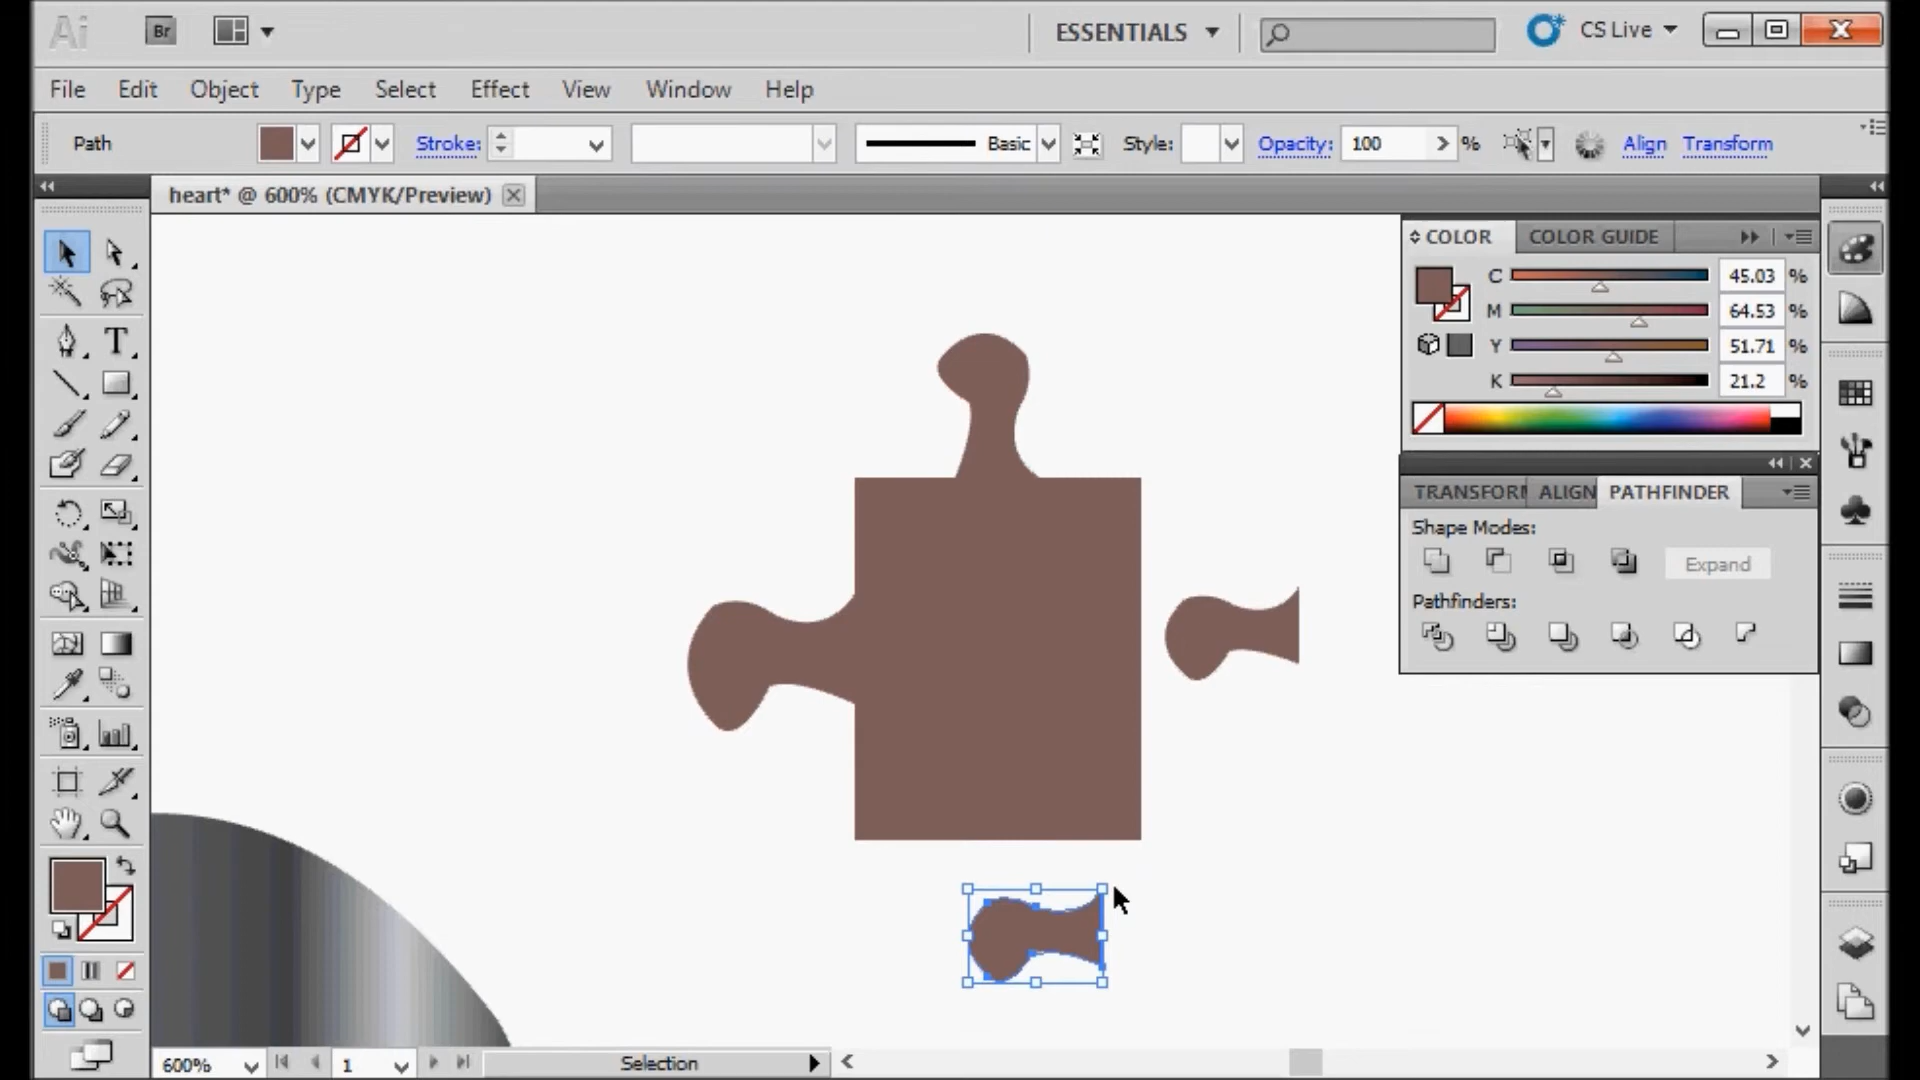 Ai Br ESSENTIALS CS Live
File Edit Object Type Select Effect View Window Help
Path Stroke: Basic Style: Opacity: 100 % Align Transform
heart* @ 600% (CMYK/Preview)
COLOR COLOR GUIDE
C 45.03 %
M 64.53 %
Y 51.71 %
K 21.2 %
T
TRANSFORM ALIGN PATHFINDER
Shape Modes:
Expand
Pathfinders:
600% 1 Selection